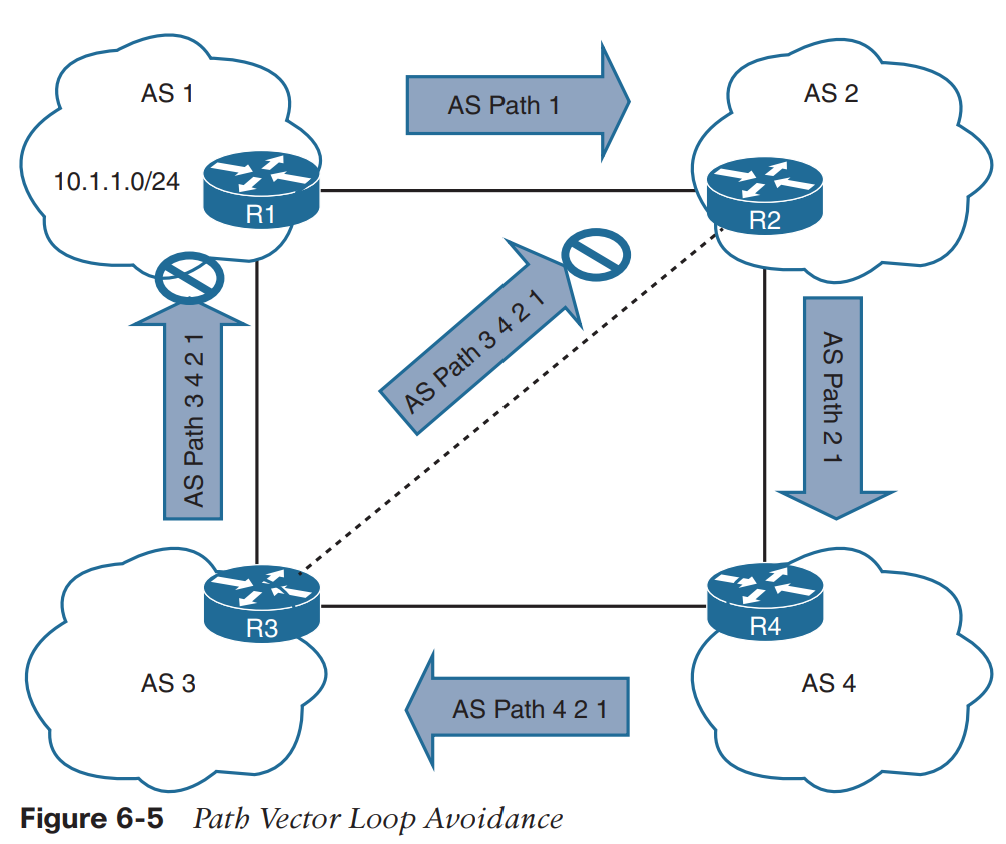 AS 1
AS Path 1
AS 2
10.1.1.0/24
R1
R2
AS Path 3 4 2 1
AS Path 3 4 2 1
AS Path 2 1
R3
R4
AS 3
AS Path 4 2 1
AS 4
Figure 6-5 Path Vector Loop Avoidance